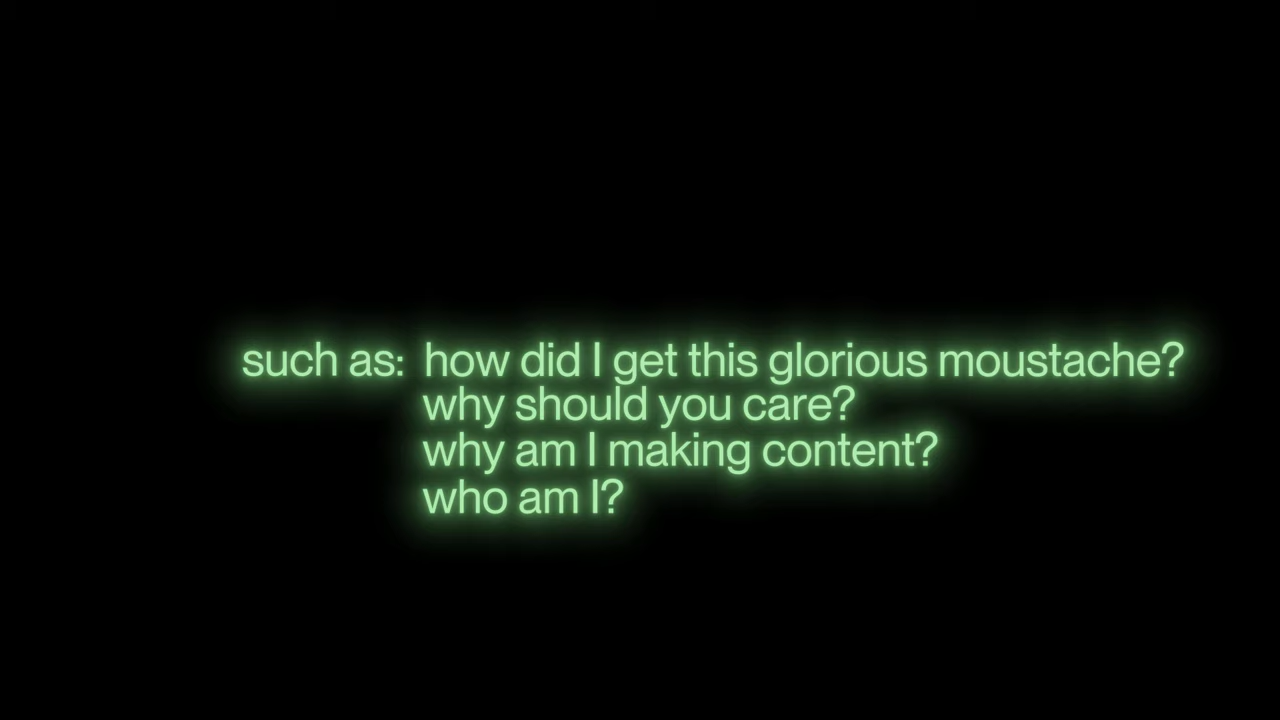 such as: how did I get this glorious moustache?
why should you care?
why am I making content?
who am I?